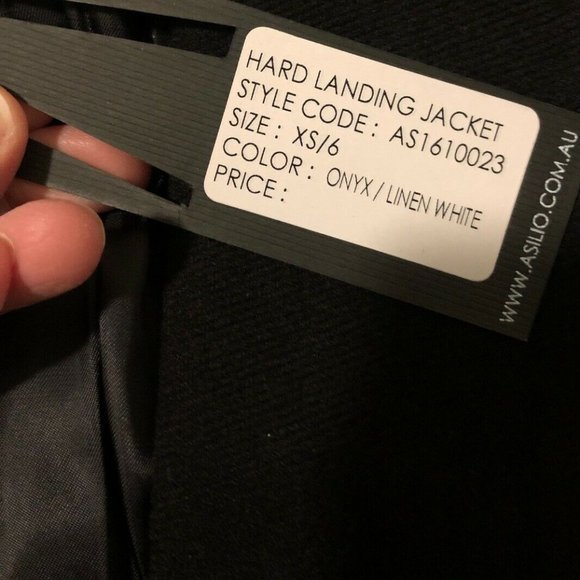 HARD LANDING JACKET
STYLE CODE : AS1610023
SIZE : XS/6
COLOR : ONYX / LINEN WHITE
PRICE :
WWW.ASILIO.COM.AU